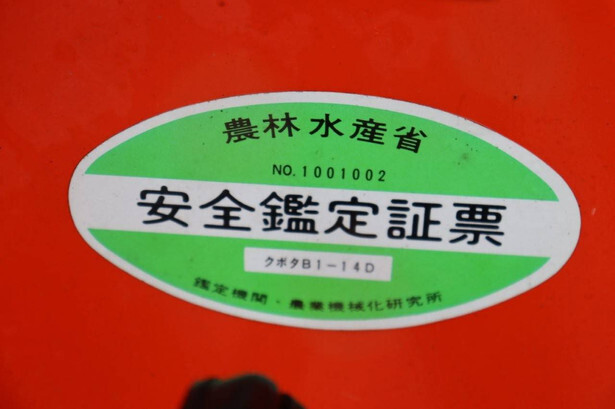 農林水産省
NO.1001002
安全鑑定証票
クボタB1-14D
鑑定機関・農業機械化研究所